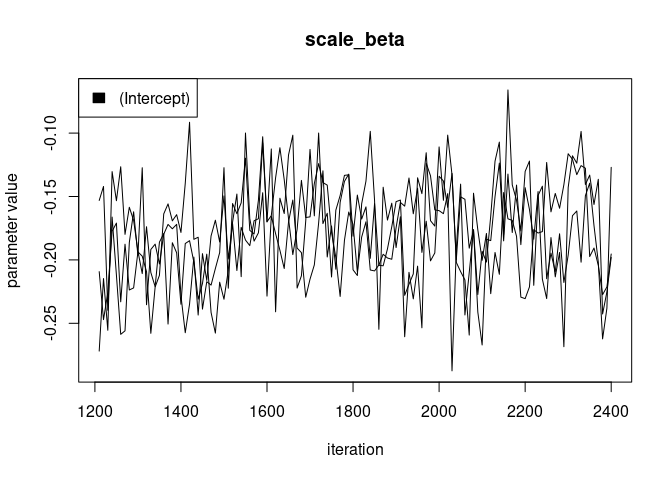 scale_beta
(Intercept)
parameter value
-0.10
-0.15
-0.20
-0.25
1200 1400 1600 1800 2000 2200 2400
iteration